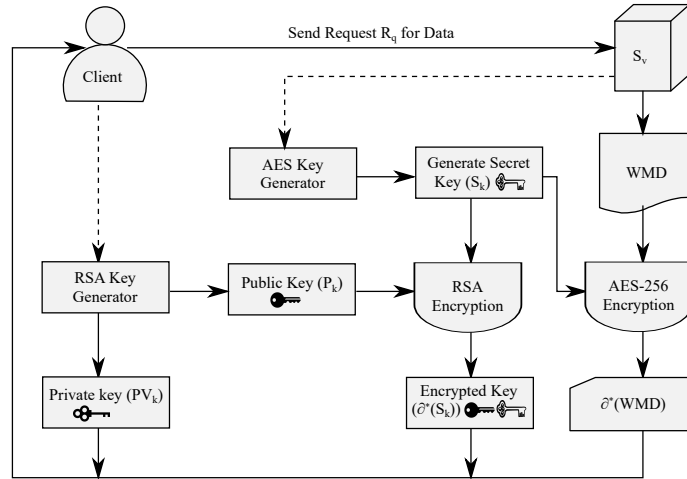 Send Request R_q for Data
Client
S_v
AES Key
Generator
Generate Secret
Key (S_k)
WMD
RSA Key
Generator
Public Key (P_k)
RSA
Encryption
AES-256
Encryption
Private key (PV_k)
Encrypted Key
(∂*(S_k))
∂*(WMD)